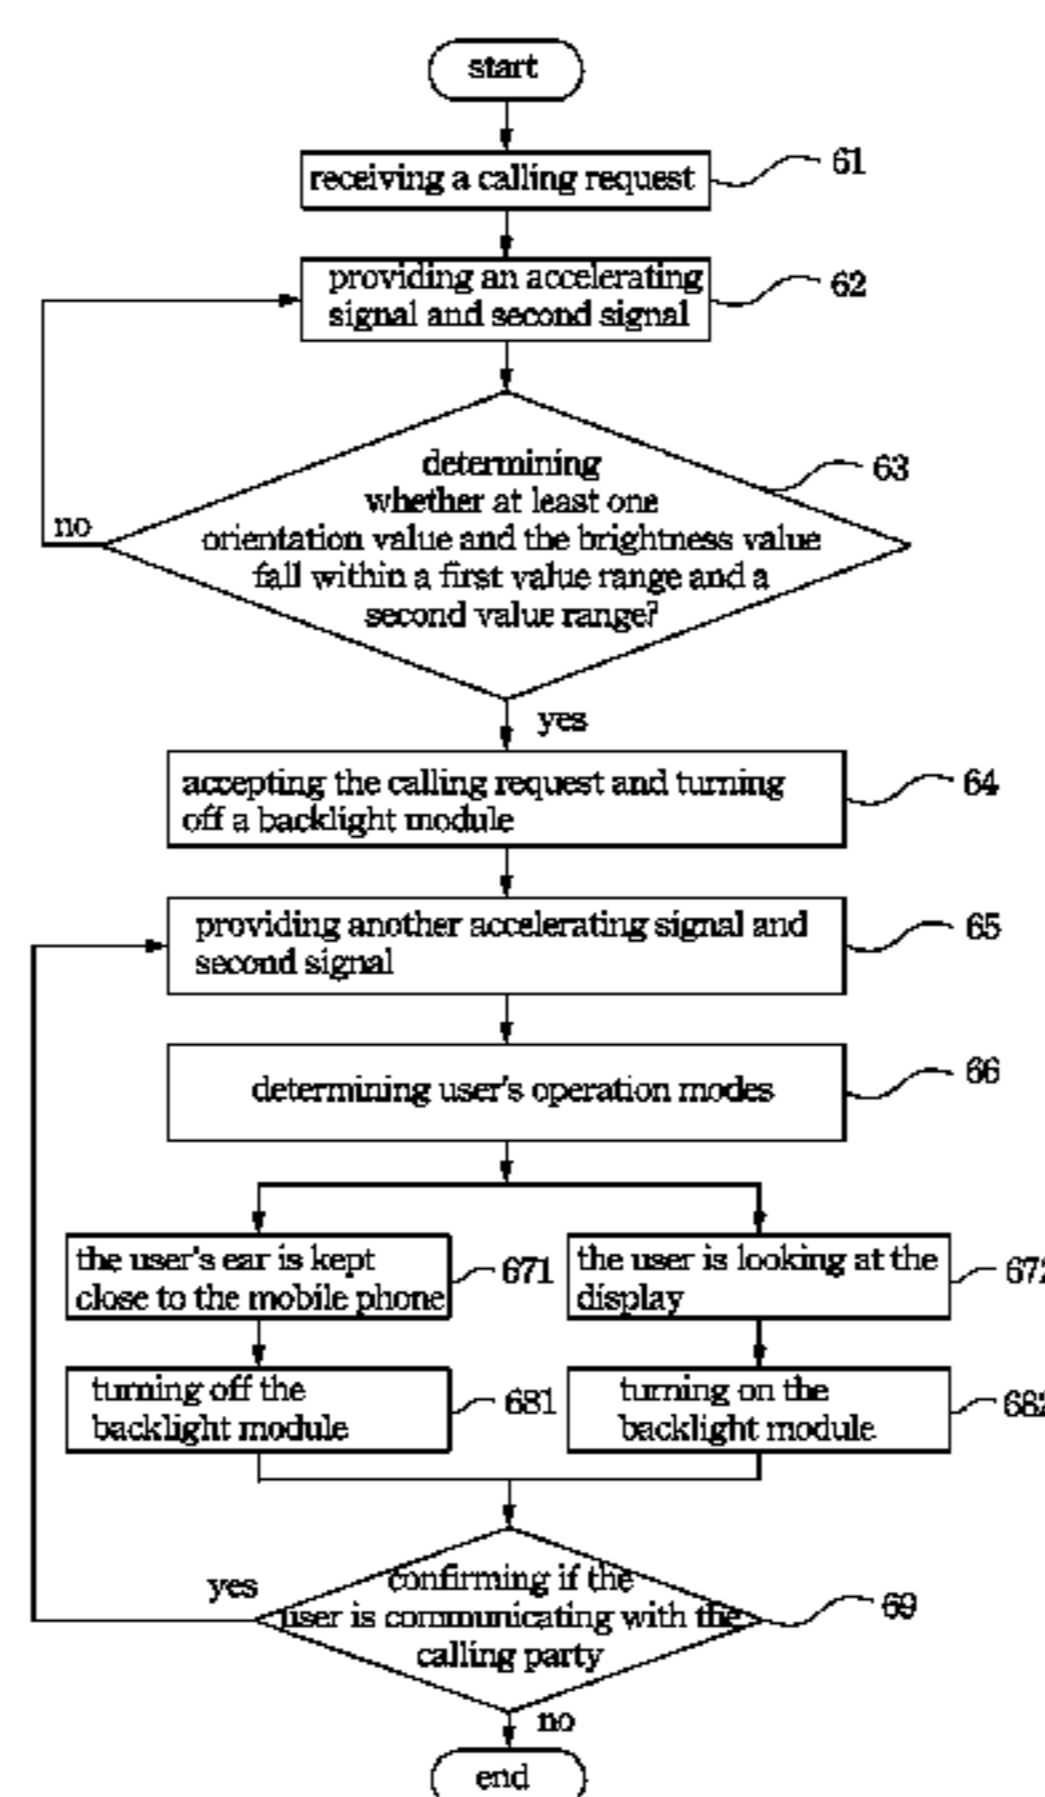 start
receiving a calling request
61
providing an accelerating
signal and second signal
62
determining
whether at least one
orientation value and the brightness value
fall within a first value range and a
second value range?
63
no
yes
accepting the calling request and turning
off a backlight module
64
providing another accelerating signal and
second signal
65
determining user's operation modes
66
the user's ear is kept
close to the mobile phone
671
the user is looking at the
display
672
turning off the
backlight module
681
turning on the
backlight module
682
yes
confirming if the
user is communicating with the
calling party
69
no
end